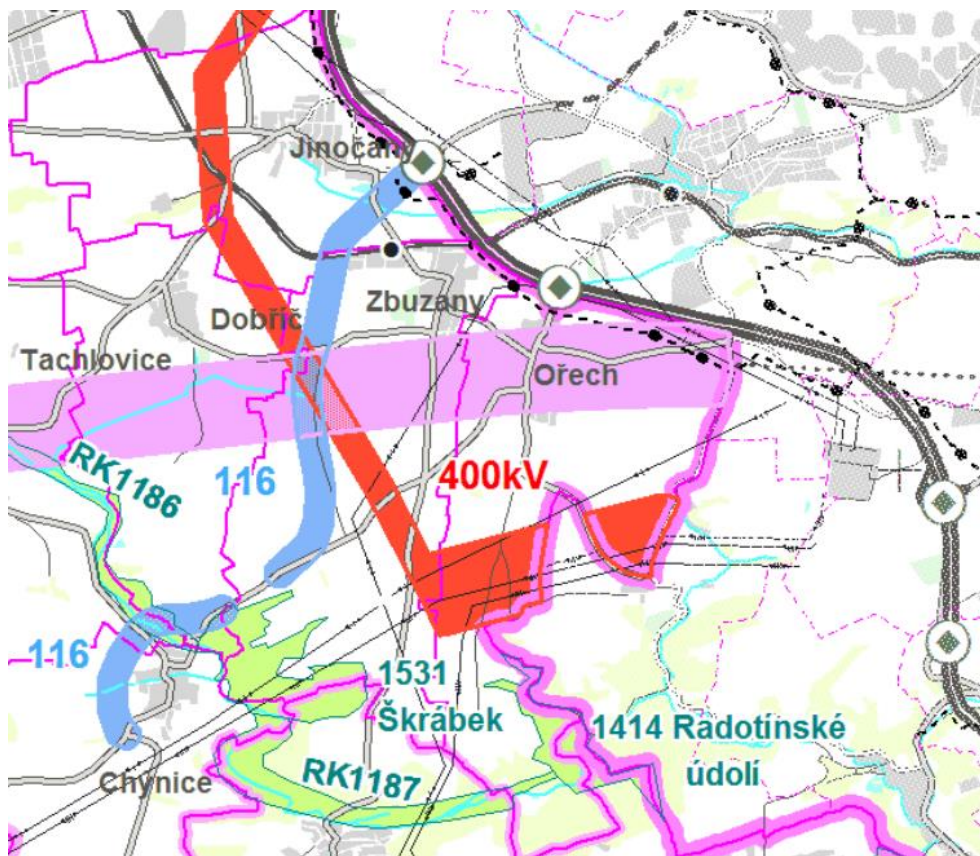 Jinočany
Zbuzany
Dobříč
Tachlovice
Ořech
RK1186
116
400kV
116
1531
Škrábek
1414 Radotínské
údolí
RK1187
Chýnice